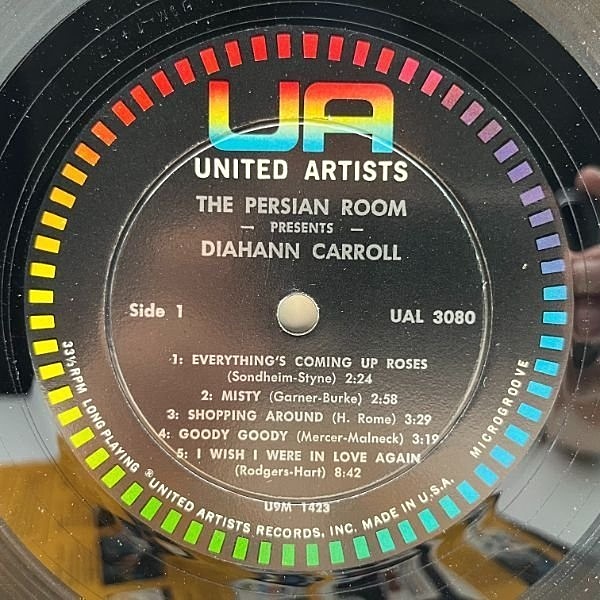 UA
UNITED ARTISTS
THE PERSIAN ROOM
— PRESENTS —
DIAHANN CARROLL
Side 1
UAL 3080
1: EVERYTHING'S COMING UP ROSES
(Sondheim-Styne) 2:24
2: MISTY (Garner-Burke) 2:58
3: SHOPPING AROUND (H. Rome) 3:29
4: GOODY GOODY (Mercer-Malneck) 3:19
5: I WISH I WERE IN LOVE AGAIN
(Rodgers-Hart) 8:42
U9M 1423
33⅓ RPM LONG PLAYING ® UNITED ARTISTS RECORDS, INC. MADE IN U.S.A. MICROGROOVE